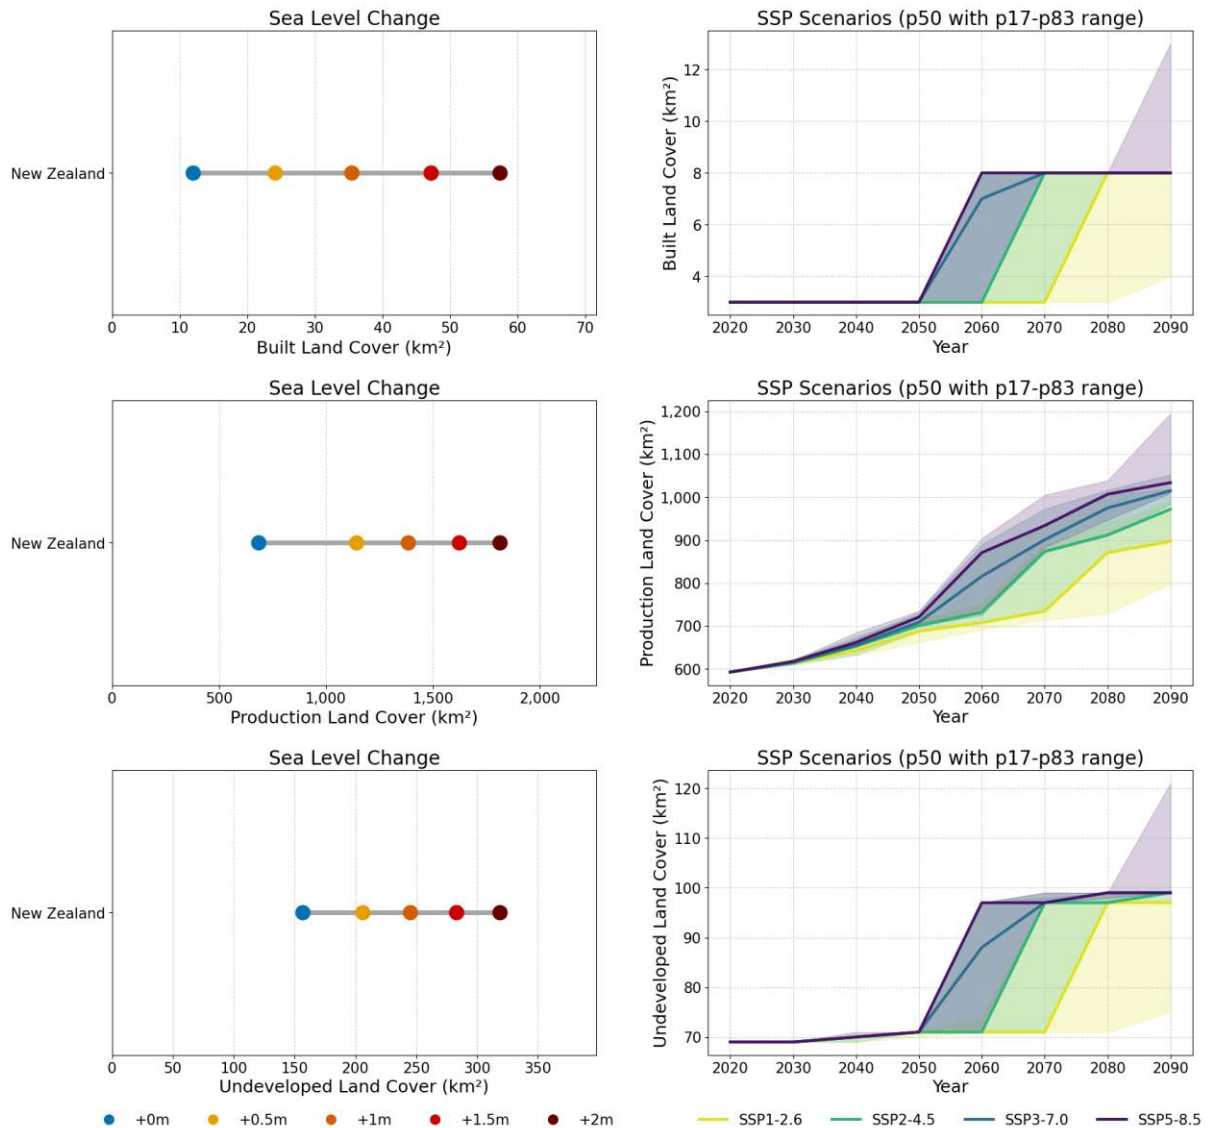 Sea Level Change
New Zealand
0 10 20 30 40 50 60 70
Built Land Cover (km²)
SSP Scenarios (p50 with p17-p83 range)
Built Land Cover (km²)
12
10
8
6
4
2020 2030 2040 2050 2060 2070 2080 2090
Year
Sea Level Change
New Zealand
0 500 1,000 1,500 2,000
Production Land Cover (km²)
SSP Scenarios (p50 with p17-p83 range)
Production Land Cover (km²)
1,200
1,100
1,000
900
800
700
600
2020 2030 2040 2050 2060 2070 2080 2090
Year
Sea Level Change
New Zealand
0 50 100 150 200 250 300 350
Undeveloped Land Cover (km²)
SSP Scenarios (p50 with p17-p83 range)
Undeveloped Land Cover (km²)
120
110
100
90
80
70
2020 2030 2040 2050 2060 2070 2080 2090
Year
+0m +0.5m +1m +1.5m +2m
SSP1-2.6 SSP2-4.5 SSP3-7.0 SSP5-8.5